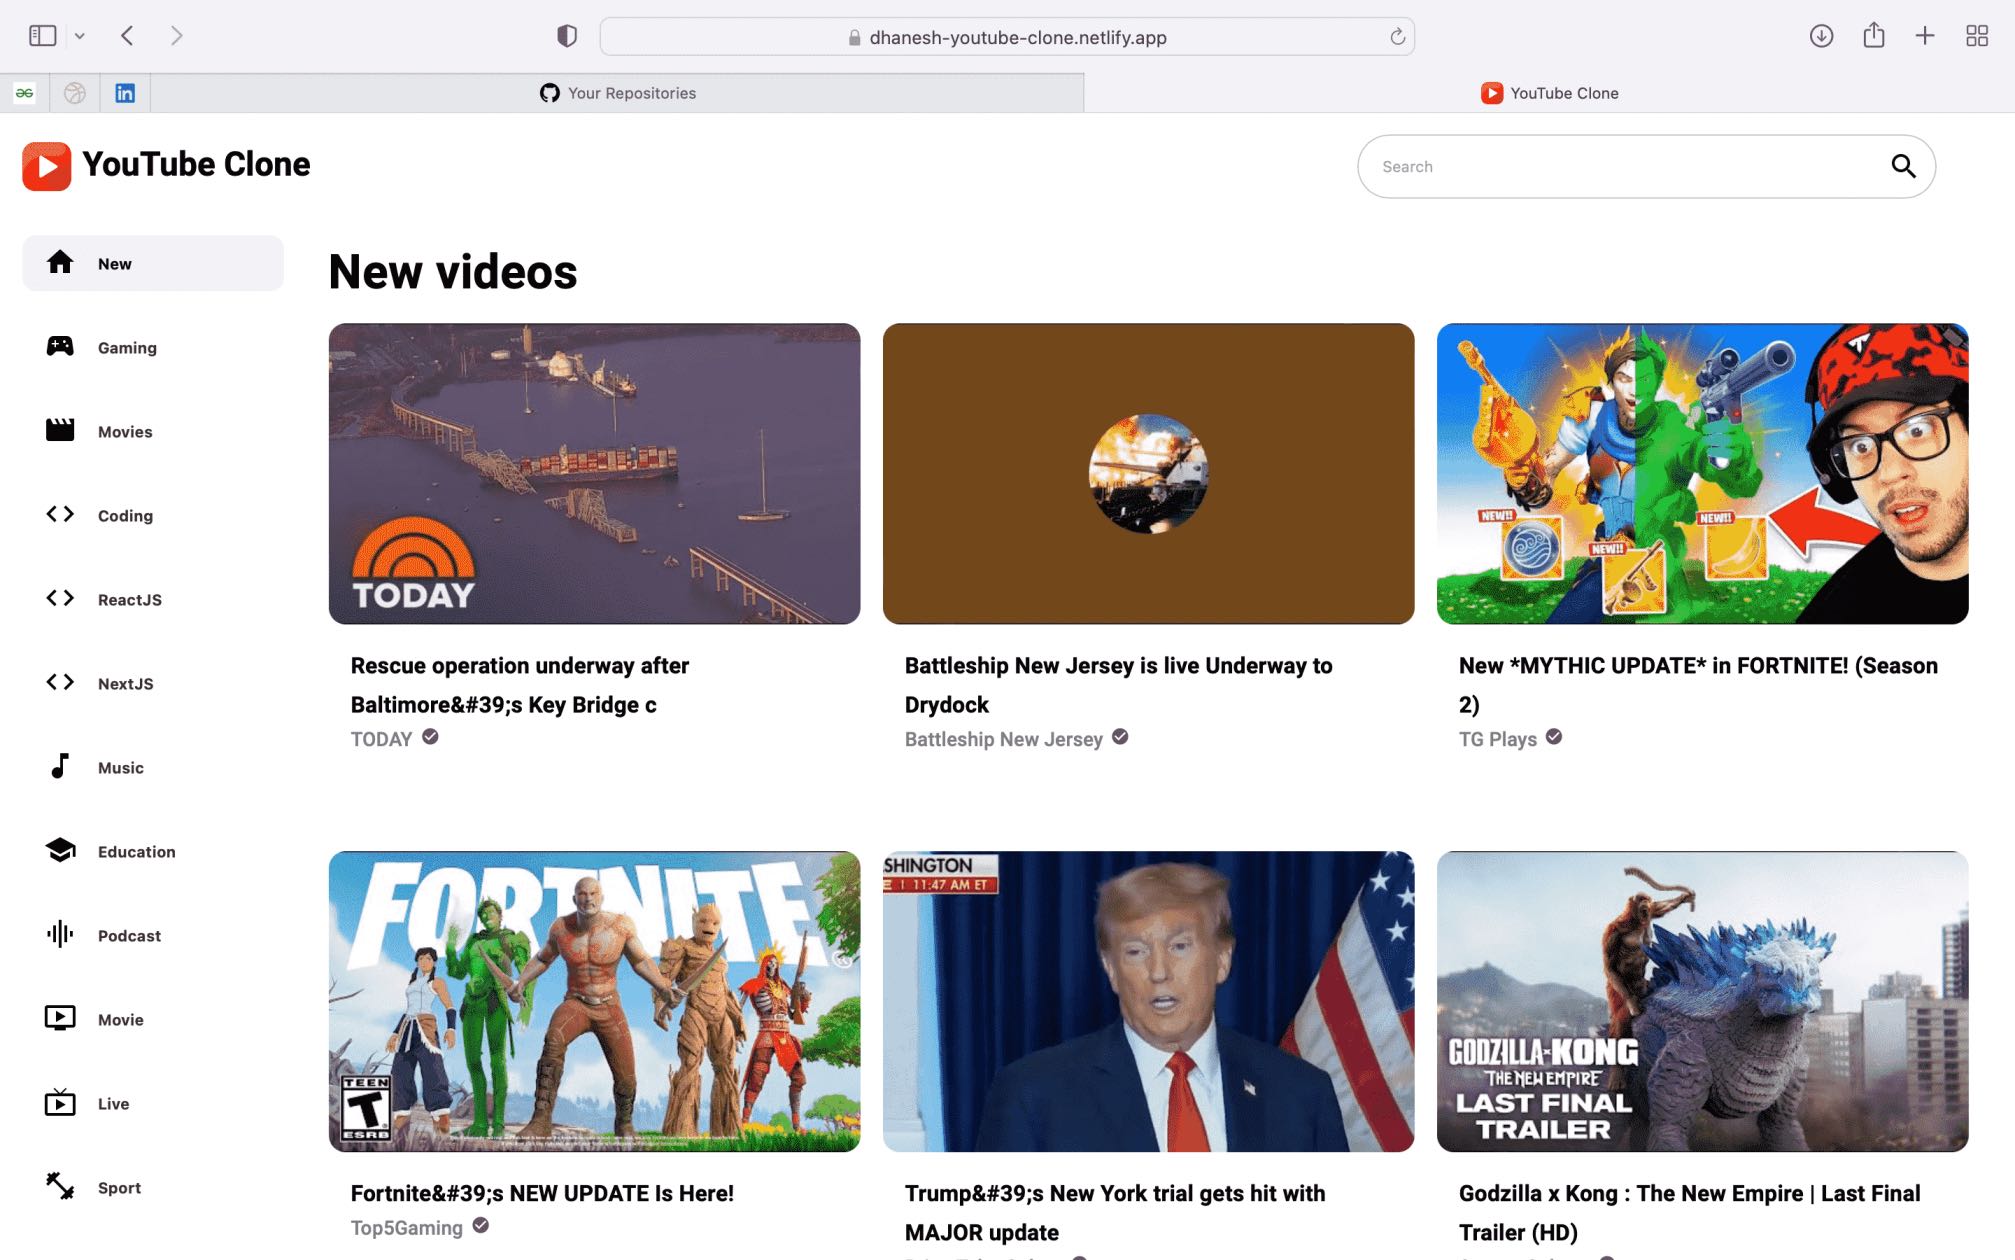 dhanesh-youtube-clone.netlify.app
Your Repositories
YouTube Clone
in
YouTube Clone
Search
New
Gaming
Movies
Coding
ReactJS
NextJS
Music
Education
Podcast
Movie
Live
Sport
New videos
TODAY
NEW!!
NEW!!
NEW!!
Rescue operation underway after
Baltimore&#39;s Key Bridge c
TODAY
Battleship New Jersey is live Underway to
Drydock
Battleship New Jersey
New *MYTHIC UPDATE* in FORTNITE! (Season
2)
TG Plays
FORTNITE
TEEN
T
ESRB
SHINGTON
11:47 AM ET
GODZILLA x KONG
THE NEW EMPIRE
LAST FINAL
TRAILER
Fortnite&#39;s NEW UPDATE Is Here!
Top5Gaming
Trump&#39;s New York trial gets hit with
MAJOR update
Godzilla x Kong : The New Empire | Last Final
Trailer (HD)